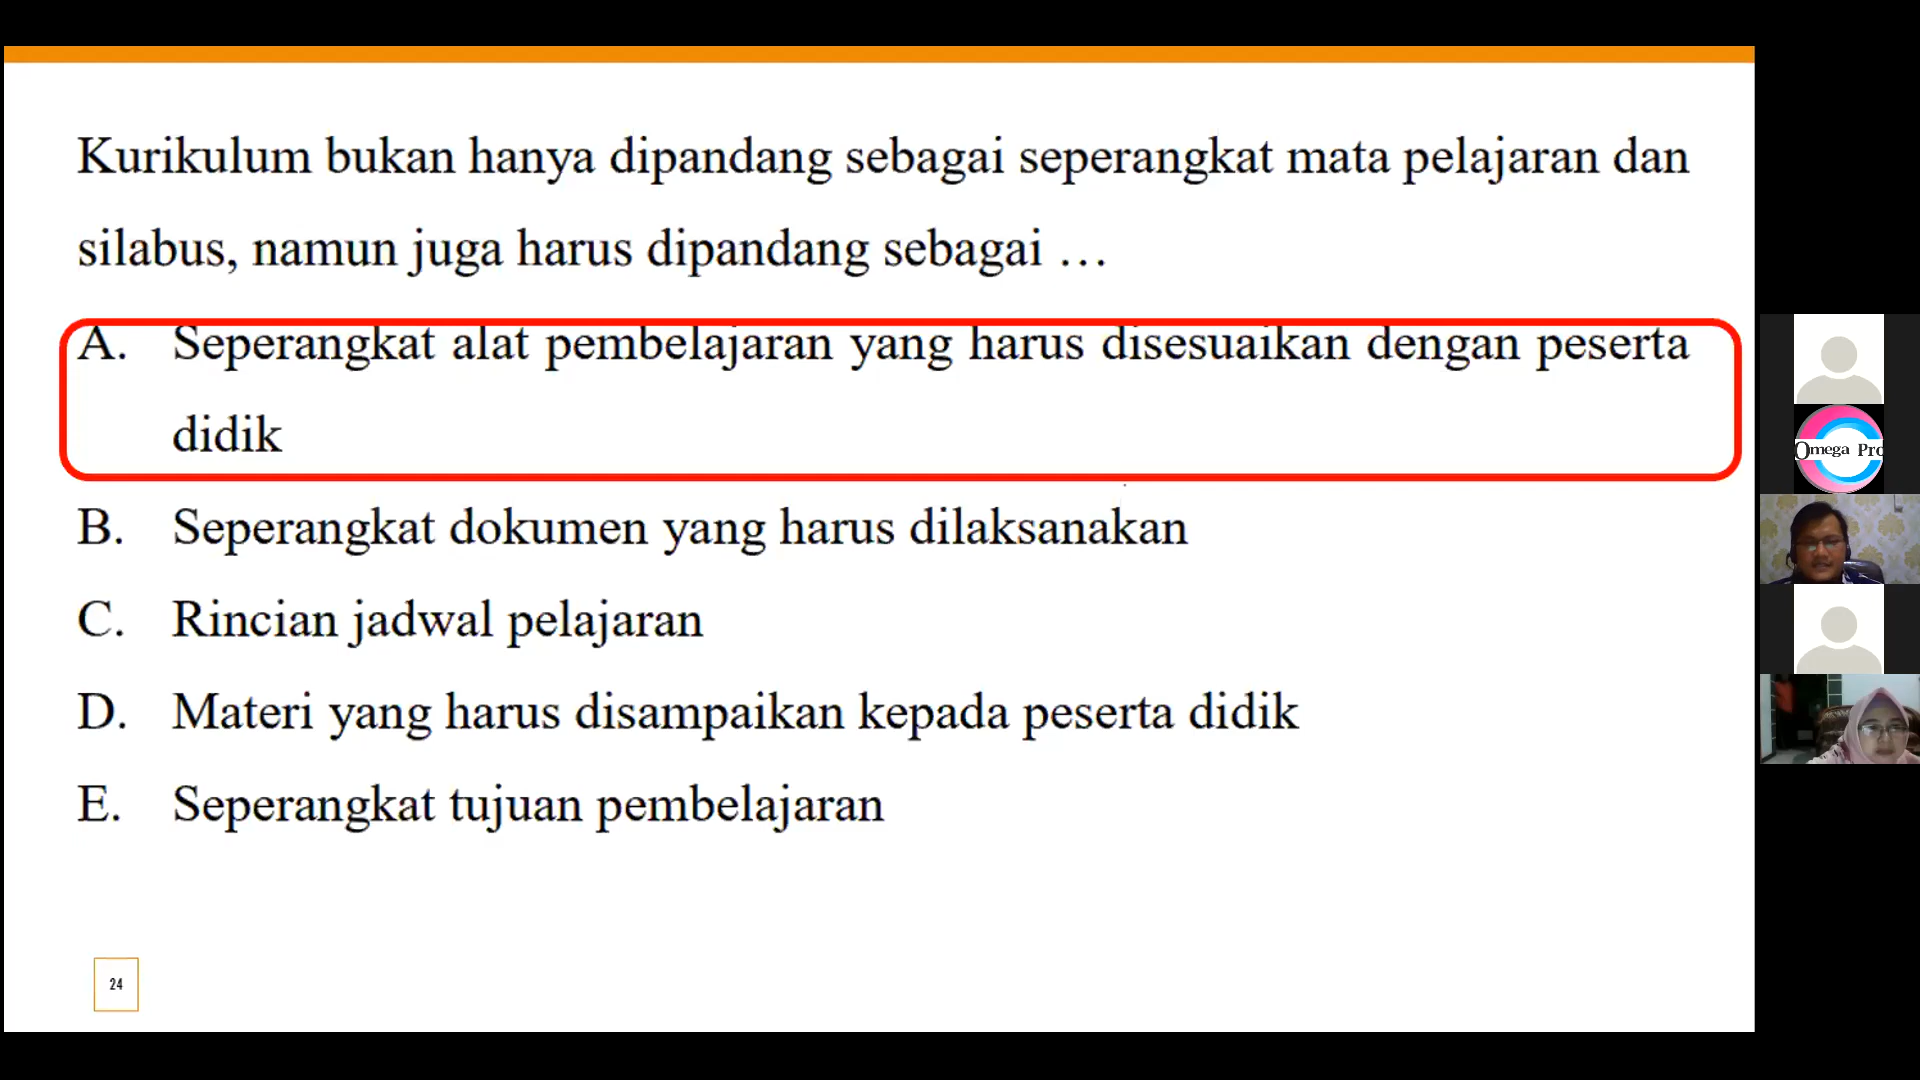 Kurikulum bukan hanya dipandang sebagai seperangkat mata pelajaran dan
silabus, namun juga harus dipandang sebagai …
A. Seperangkat alat pembelajaran yang harus disesuaikan dengan peserta
didik
B. Seperangkat dokumen yang harus dilaksanakan
C. Rincian jadwal pelajaran
D. Materi yang harus disampaikan kepada peserta didik
E. Seperangkat tujuan pembelajaran
24
Omega Pro